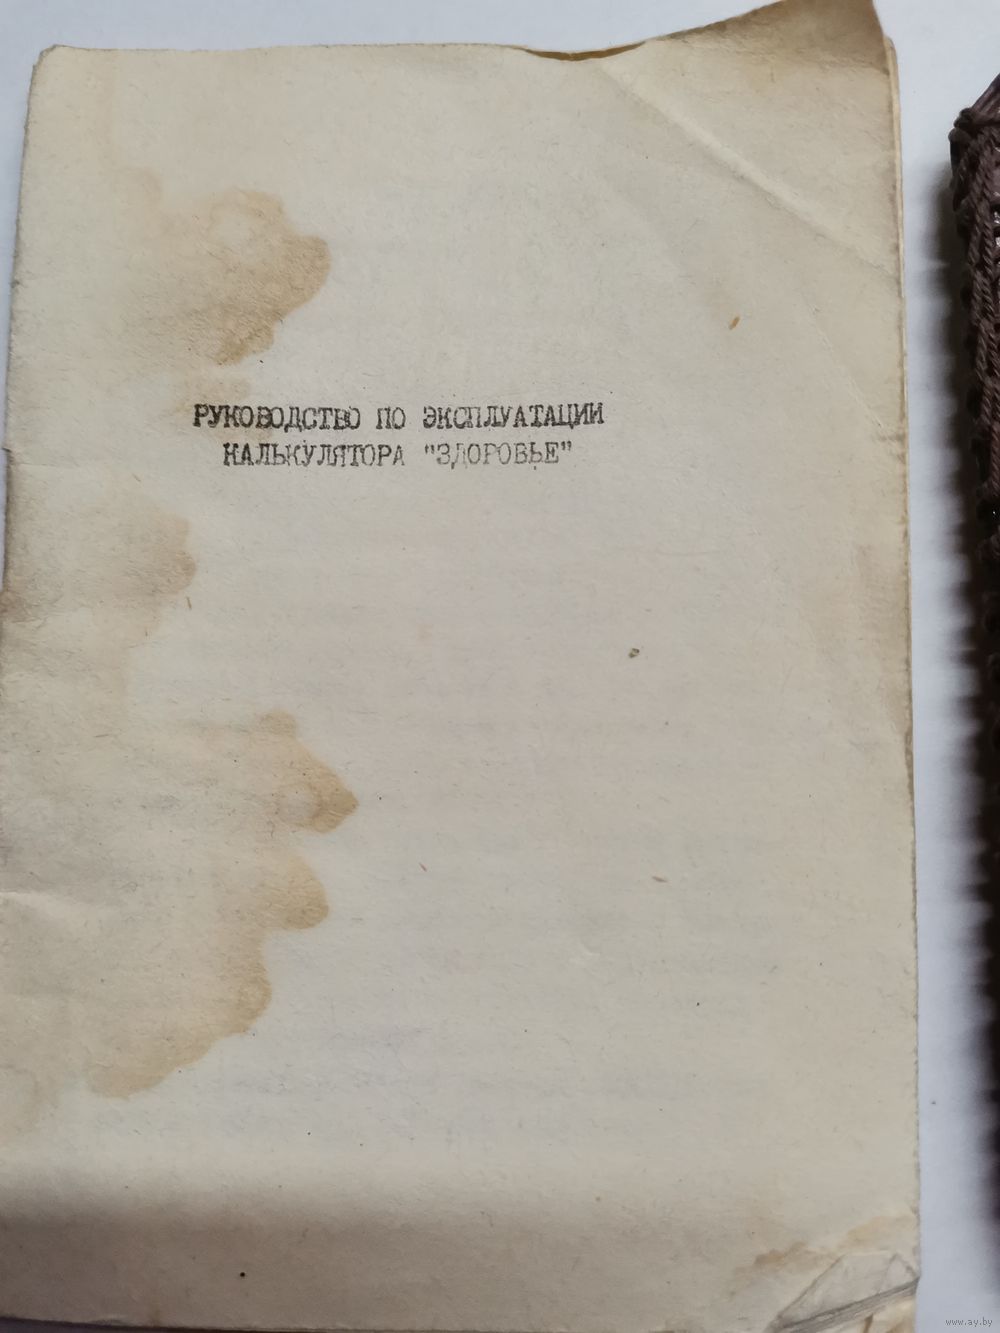 РУКОВОДСТВО ПО ЭКСПЛУАТАЦИИ
КАЛЬКУЛЯТОРА "ЗДОРОВЬЕ"
www.ay.by